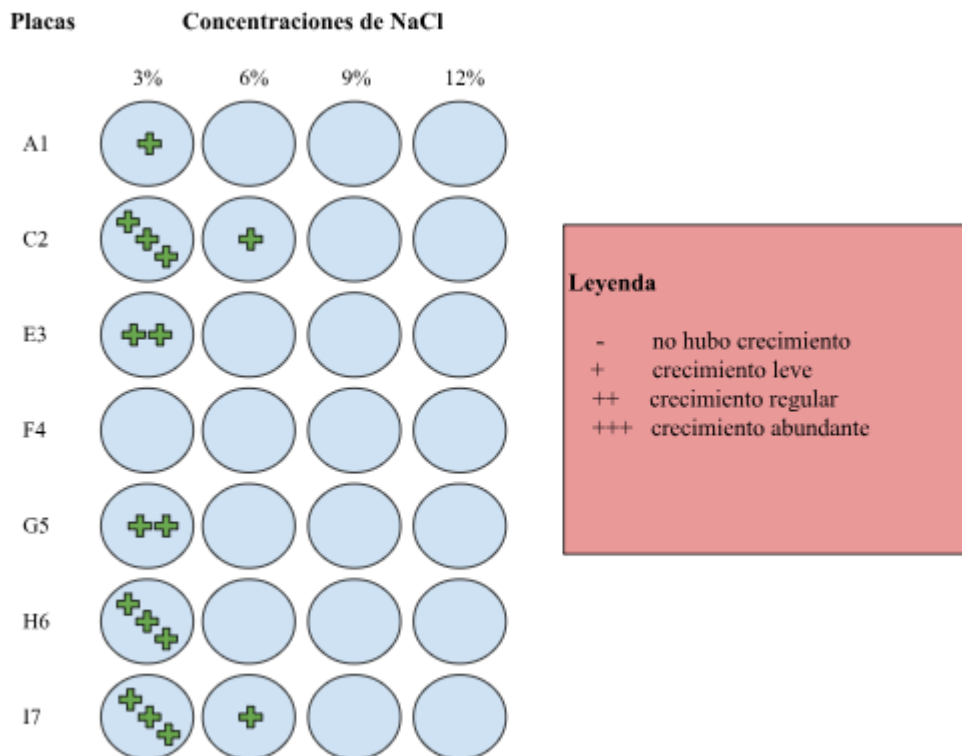 Placas Concentraciones de NaCl
3% 6% 9% 12%
A1
C2
E3
F4
G5
H6
I7
Leyenda
- no hubo crecimiento
+ crecimiento leve
++ crecimiento regular
+++ crecimiento abundante